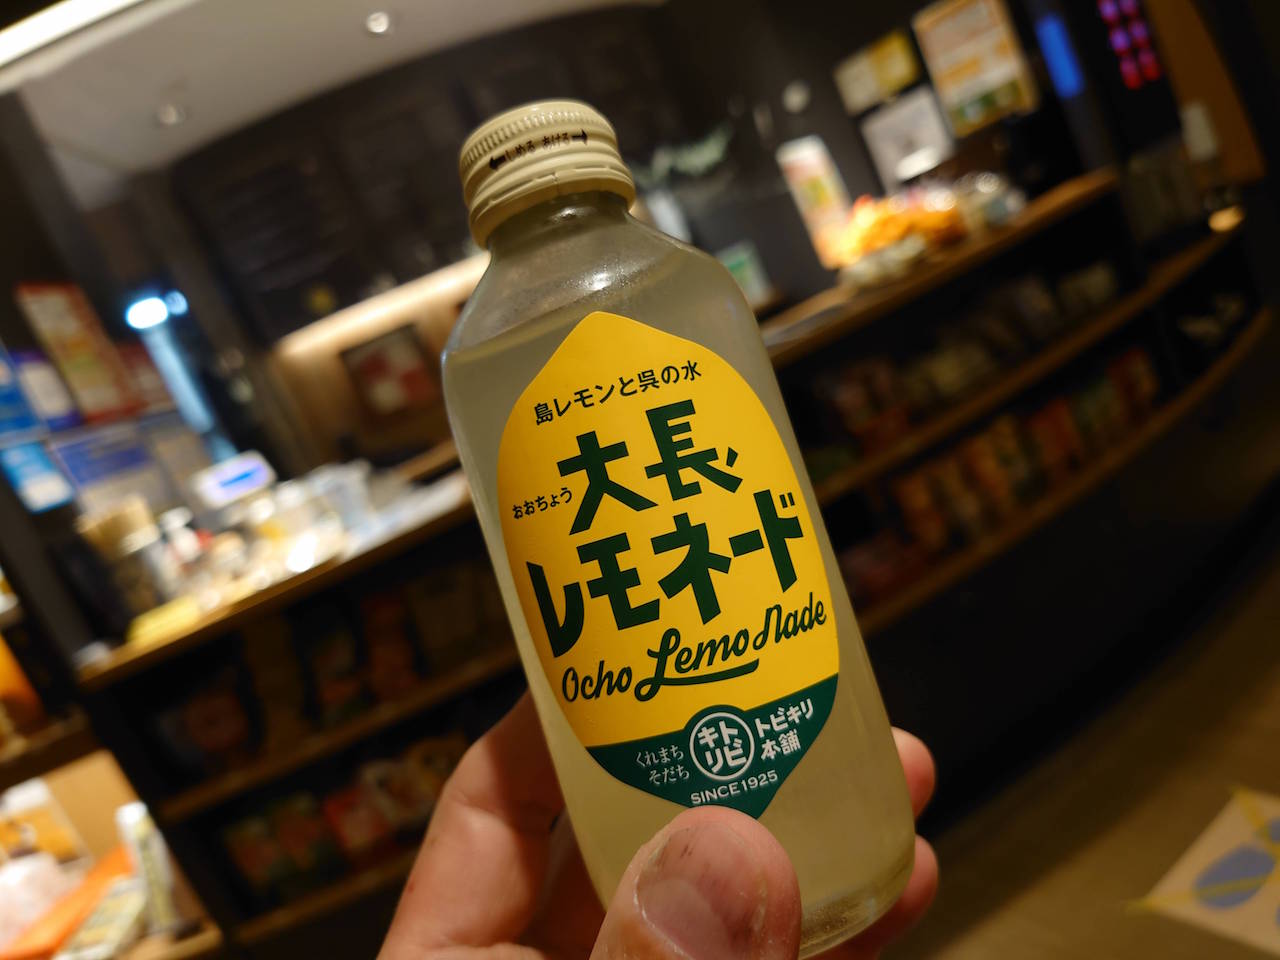 しめる あける
島レモンと呉の水
おおちょう
大長
レモネード
Ocho LemoNade
くれまち
そだち
トビキリ
トビキリ
本舗
SINCE1925